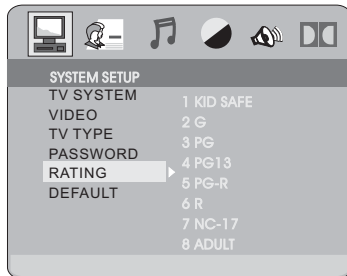 SYSTEM SETUP
TV SYSTEM
VIDEO
TV TYPE
PASSWORD
RATING
DEFAULT
1 KID SAFE
2 G
3 PG
4 PG13
5 PG-R
6 R
7 NC-17
8 ADULT